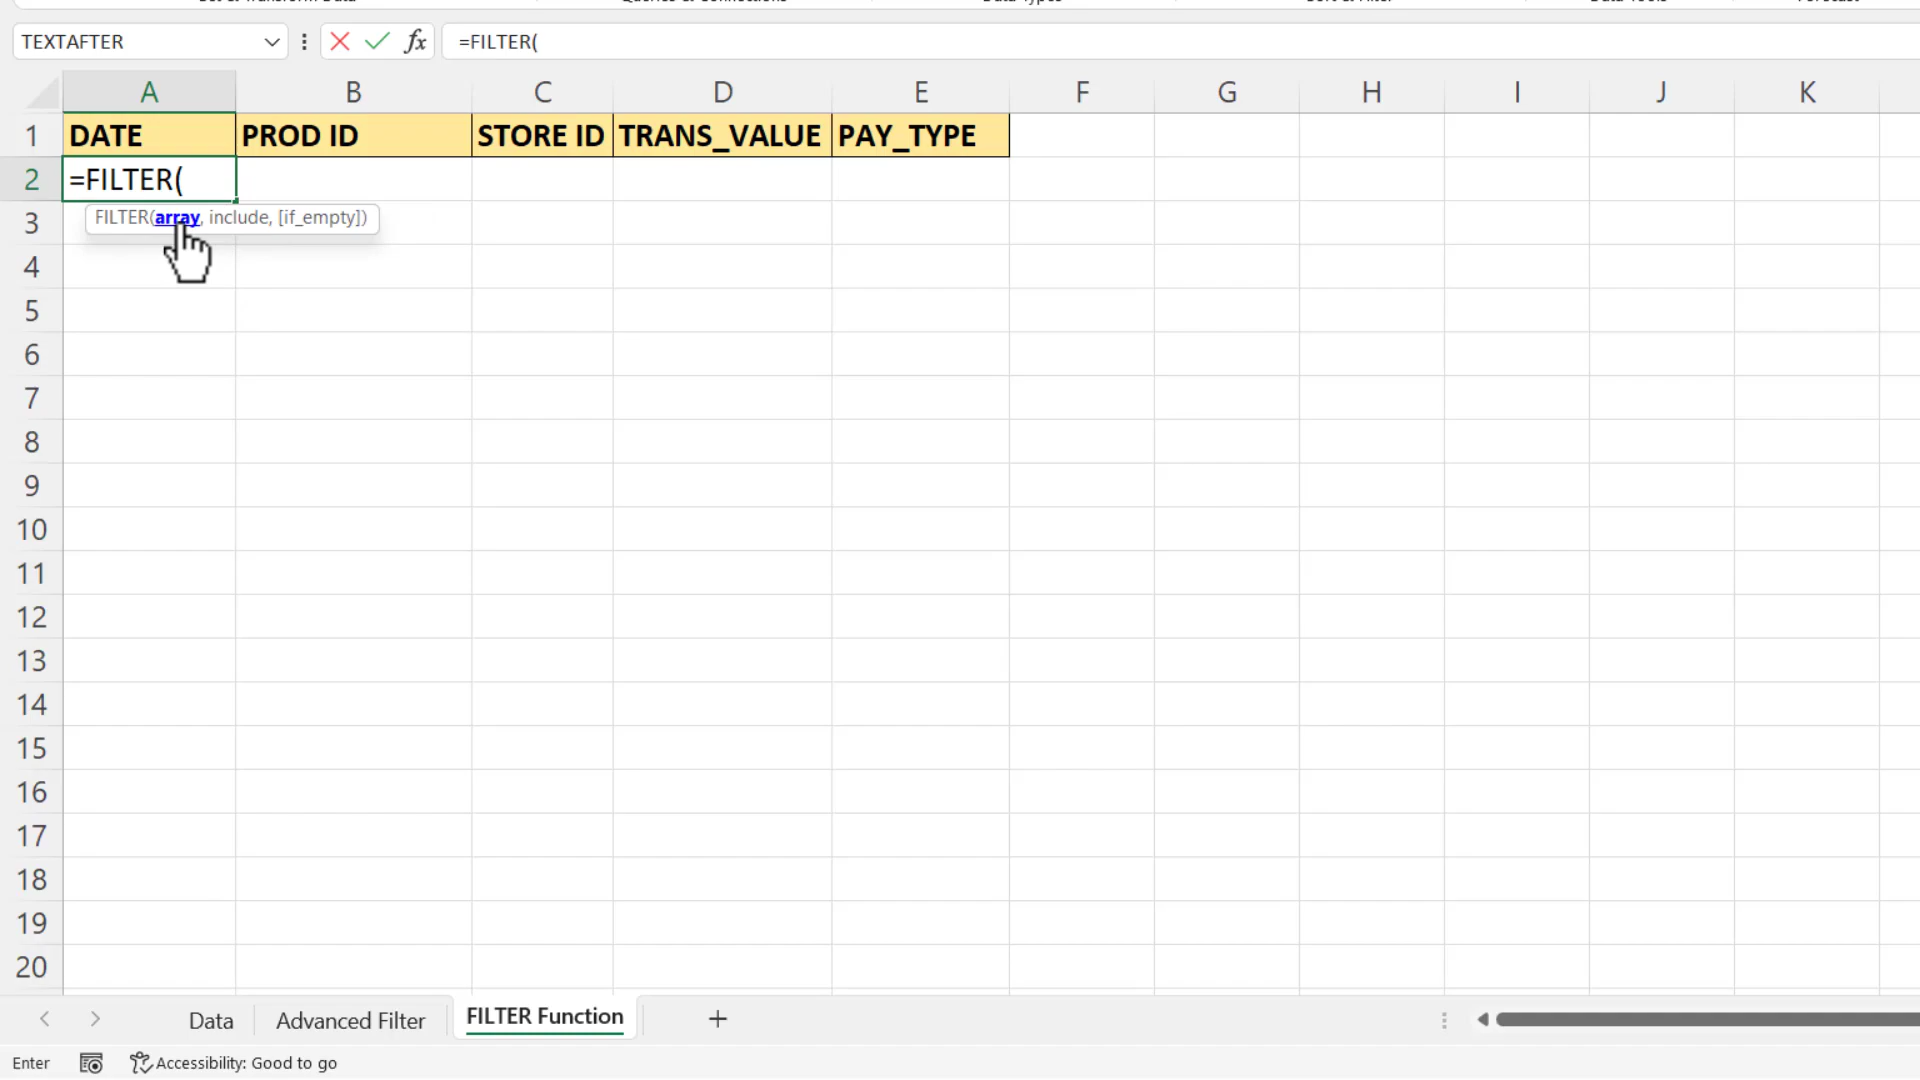 TEXTAFTER fx =FILTER(
A B C D E F G H I J K
1 DATE PROD ID STORE ID TRANS_VALUE PAY_TYPE
2 =FILTER(
FILTER(array, include, [if_empty])
3
4
5
6
7
8
9
10
11
12
13
14
15
16
17
18
19
20
Data Advanced Filter FILTER Function +
Enter Accessibility: Good to go